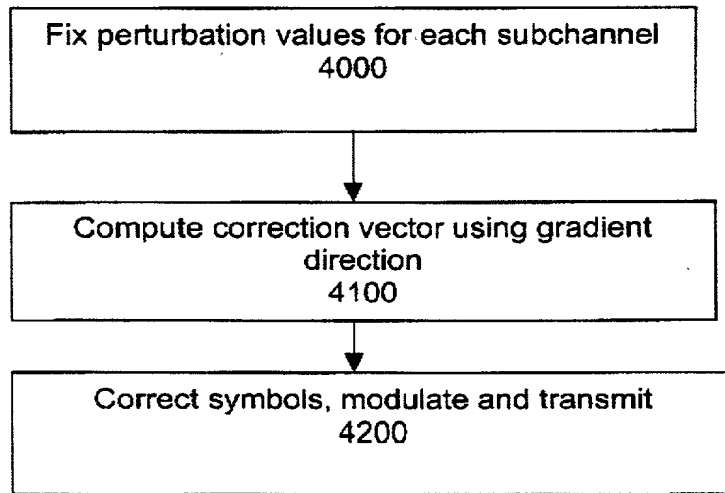 Fix perturbation values for each subchannel
4000
Compute correction vector using gradient
direction
4100
Correct symbols, modulate and transmit
4200